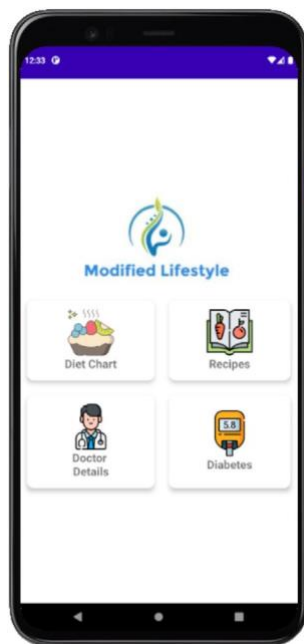 12:33
Modified Lifestyle
Diet Chart
Recipes
5.8
Doctor
Details
Diabetes